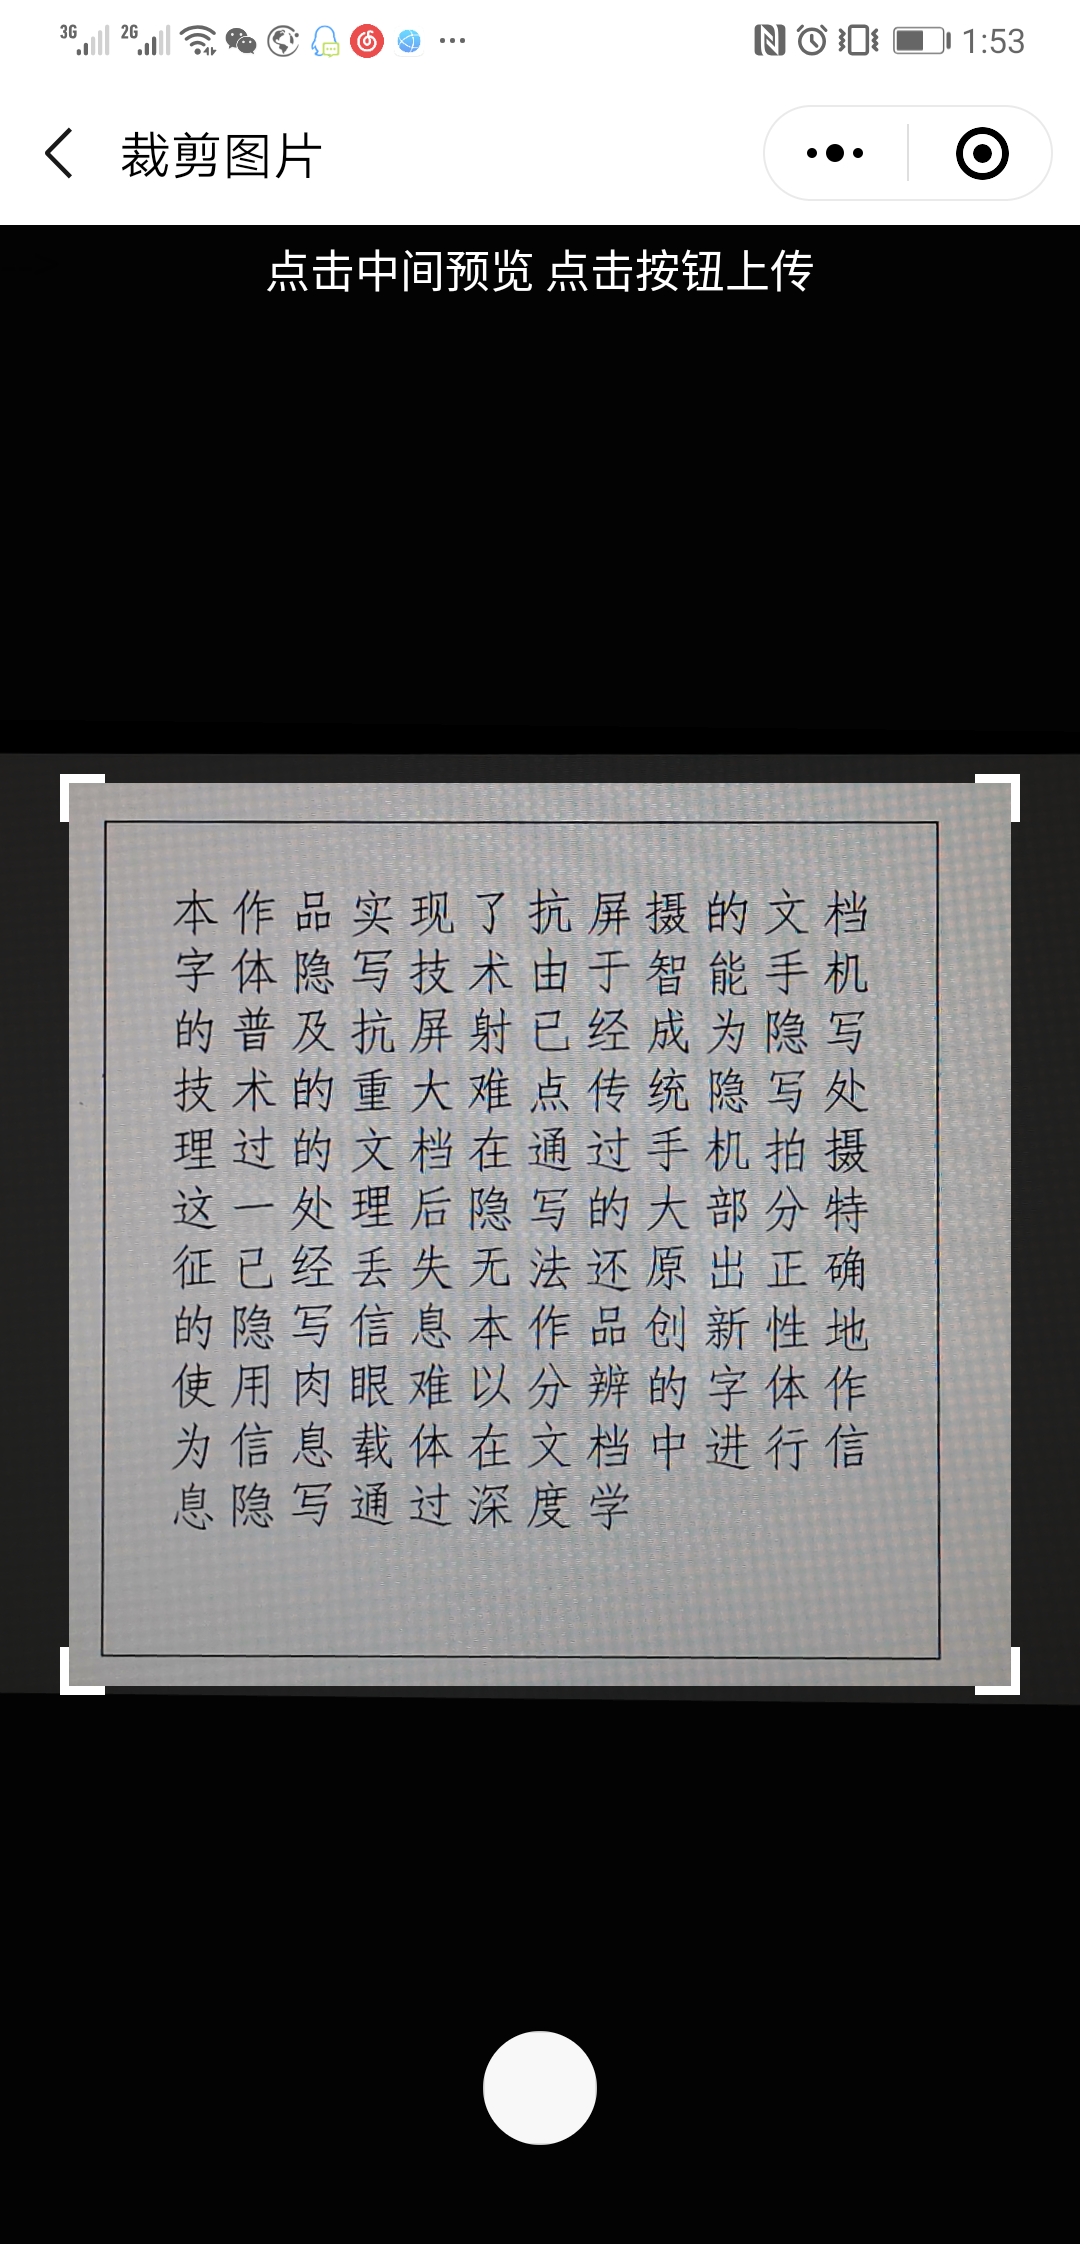 3G 2G 1:53
裁剪图片
点击中间预览 点击按钮上传
本作品实现了抗屏摄的文档
字体隐写技术由于智能手机
的普及抗屏射已经成为隐写
技术的重大难点传统隐写处
理过的文档在通过手机拍摄
这一处理后隐写的大部分特
征已经丢失无法还原出正确
的隐写信息本作品创新性地
使用肉眼难以分辨的字体作
为信息载体在文档中进行信
息隐写通过深度学